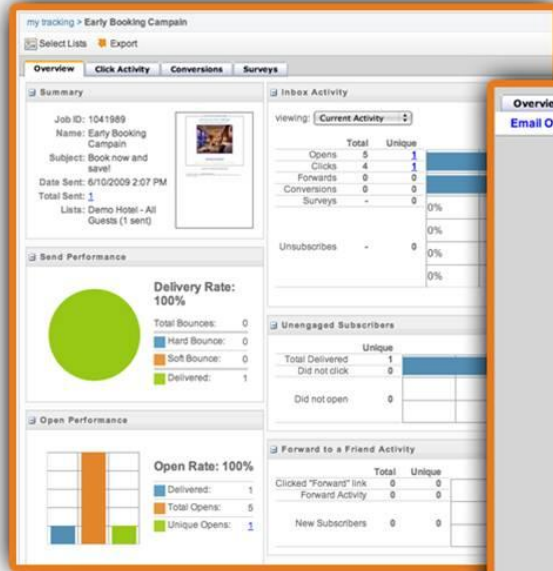 my tracking > Early Booking Campain
Select Lists Export
Overview Click Activity Conversions Surveys
Summary
Job ID: 1041989
Name: Early Booking
Campain
Subject: Book now and
save!
Date Sent: 6/10/2009 2:07 PM
Total Sent: 1
Lists: Demo Hotel - All
Guests (1 sent)
Send Performance
Delivery Rate:
100%
Total Bounces: 0
Hard Bounce: 0
Soft Bounce: 0
Delivered: 1
Open Performance
Open Rate: 100%
Delivered: 1
Total Opens: 5
Unique Opens: 1
Inbox Activity
viewing: Current Activity
Total Unique
Opens 5 1
Clicks 4 1
Forwards 0 0
Conversions 0 0
Surveys - 0
0%
Unsubscribes - 0
0%
0%
0%
Unengaged Subscribers
Unique
Total Delivered 1
Did not click 0
Did not open 0
Forward to a Friend Activity
Total Unique
Clicked "Forward" link 0 0
Forward Activity 0 0
New Subscribers 0 0
Overvie
Email O